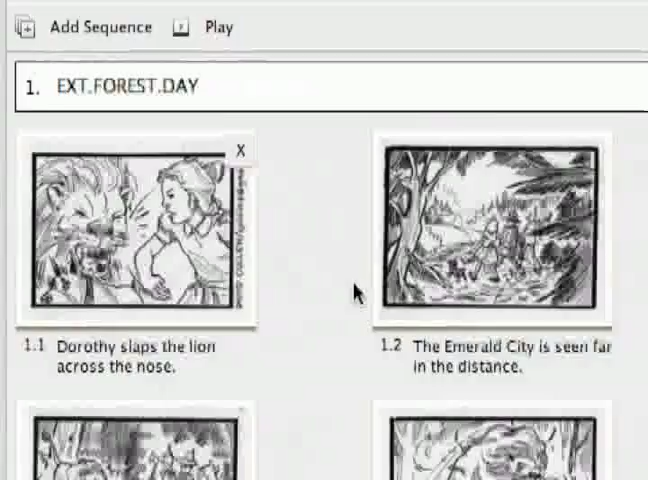 Add Sequence Play
1. EXT.FOREST.DAY
X
1.1 Dorothy slaps the lion
across the nose.
1.2 The Emerald City is seen far
in the distance.